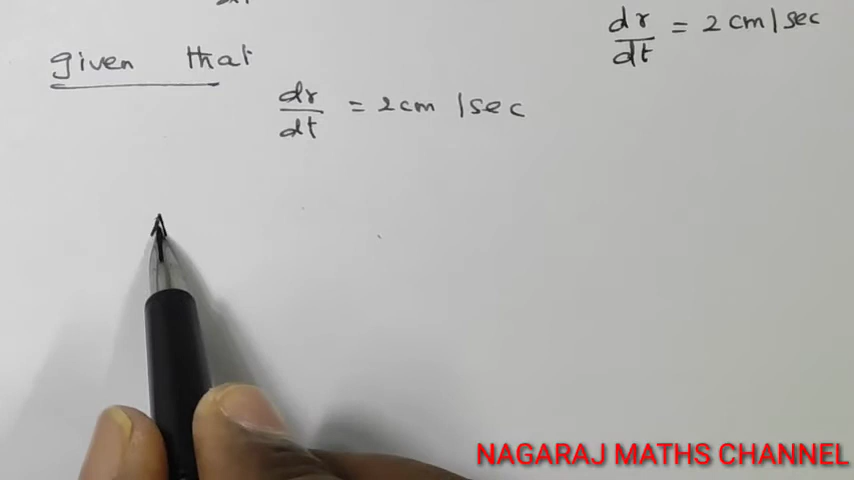 dr/dt = 2 cm/sec
given that
dr/dt = 2 cm /sec
NAGARAJ MATHS CHANNEL